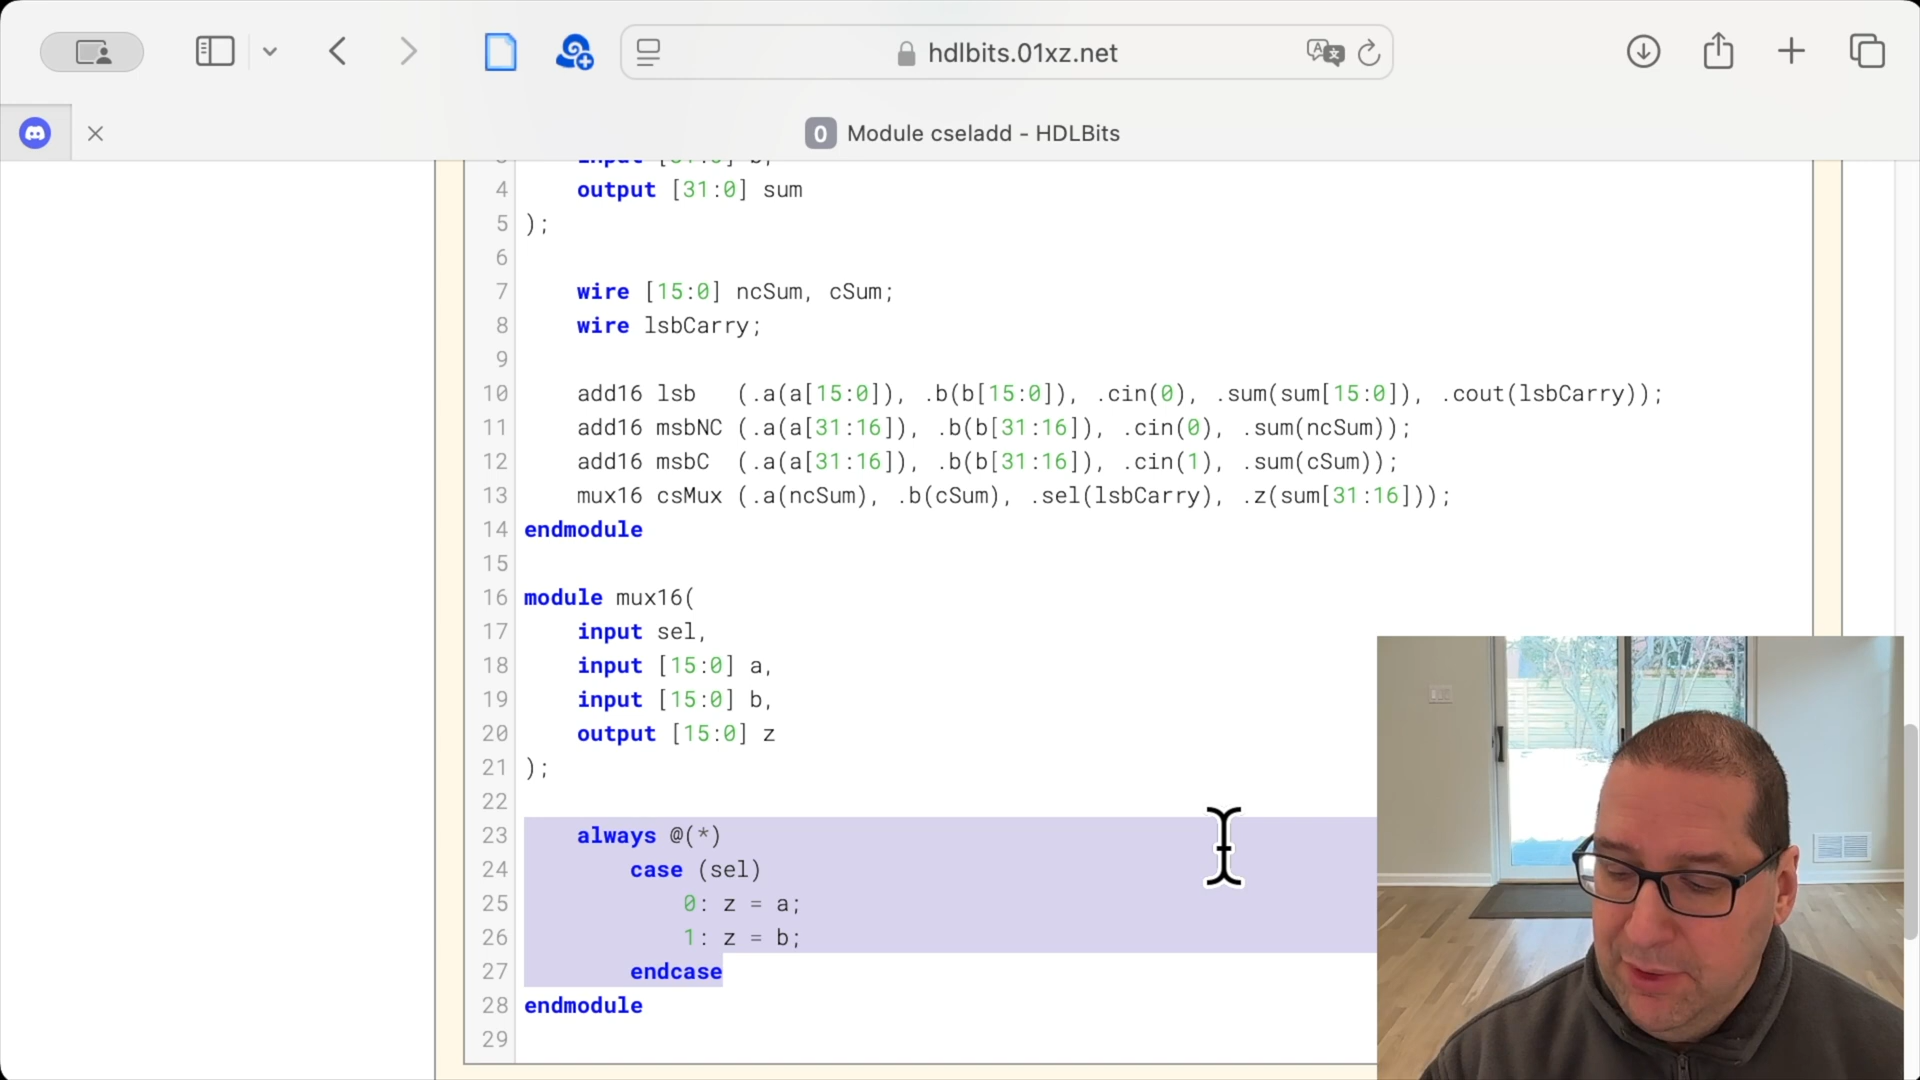 hdlbits.01xz.net
0 Module cseladd - HDLBits
4 output [31:0] sum
5 );
6
7 wire [15:0] ncSum, cSum;
8 wire lsbCarry;
9
10 add16 lsb (.a(a[15:0]), .b(b[15:0]), .cin(0), .sum(sum[15:0]), .cout(lsbCarry));
11 add16 msbNC (.a(a[31:16]), .b(b[31:16]), .cin(0), .sum(ncSum));
12 add16 msbC (.a(a[31:16]), .b(b[31:16]), .cin(1), .sum(cSum));
13 mux16 csMux (.a(ncSum), .b(cSum), .sel(lsbCarry), .z(sum[31:16]));
14 endmodule
15
16 module mux16(
17 input sel,
18 input [15:0] a,
19 input [15:0] b,
20 output [15:0] z
21 );
22
23 always @(*)
24 case (sel)
25 0: z = a;
26 1: z = b;
27 endcase
28 endmodule
29